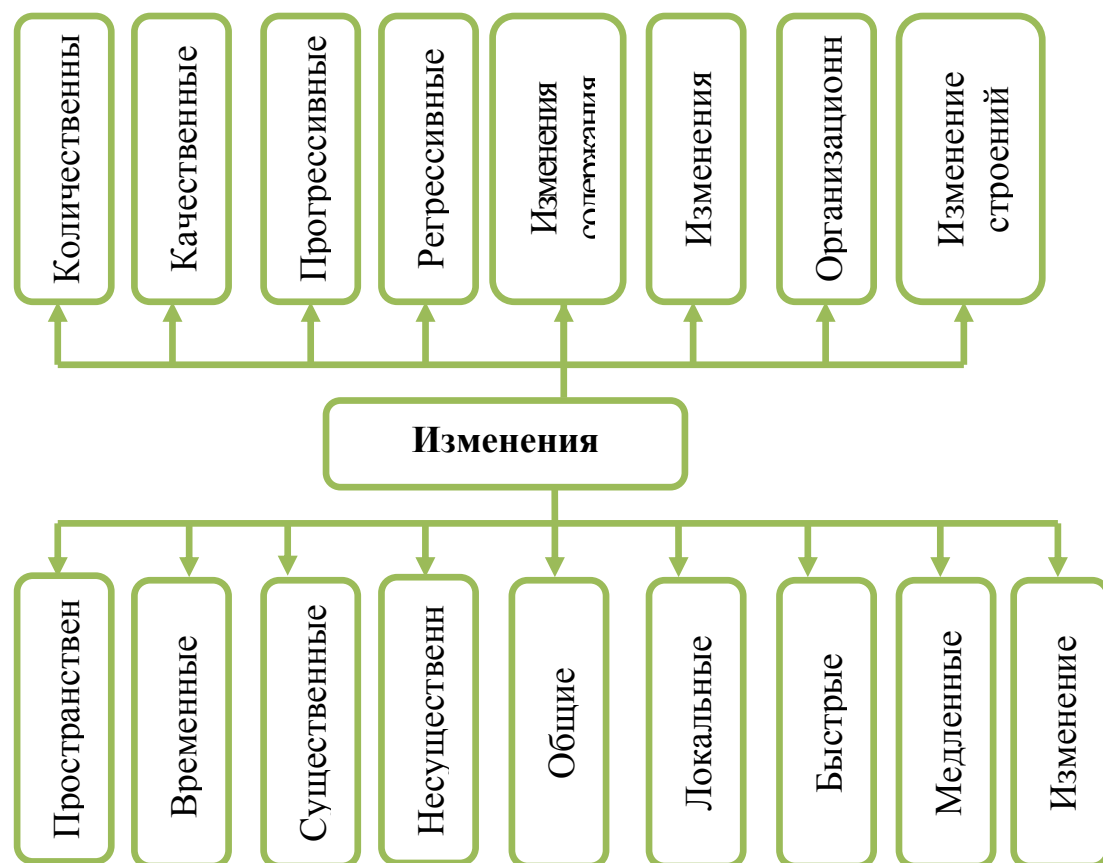 Количественны
Качественные
Прогрессивные
Регрессивные
Изменения
содержания
Изменения
Организационн
Изменение
строений
Изменения
Пространствен
Временные
Существенные
Несущественн
Общие
Локальные
Быстрые
Медленные
Изменение